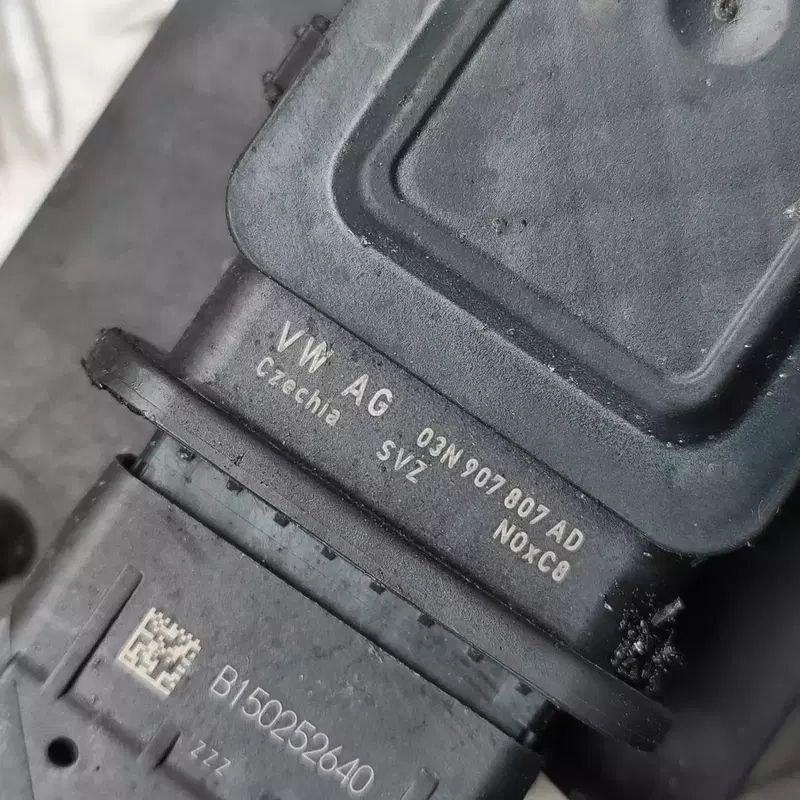 VW AG 03N 907 807 AD
Czechia SVZ NOxC8
B150252640
ZZZ